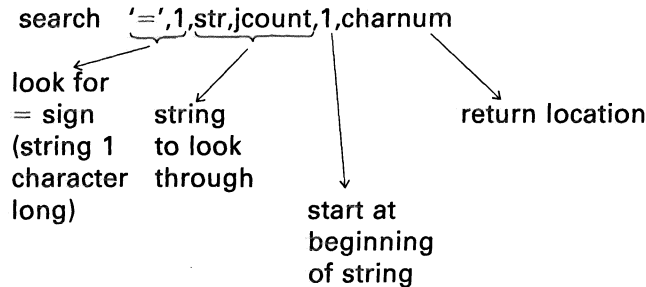 search '=',1,str,jcount,1,charnum
look for
= sign
(string 1
character
long)
string
to look
through
start at
beginning
of string
return location